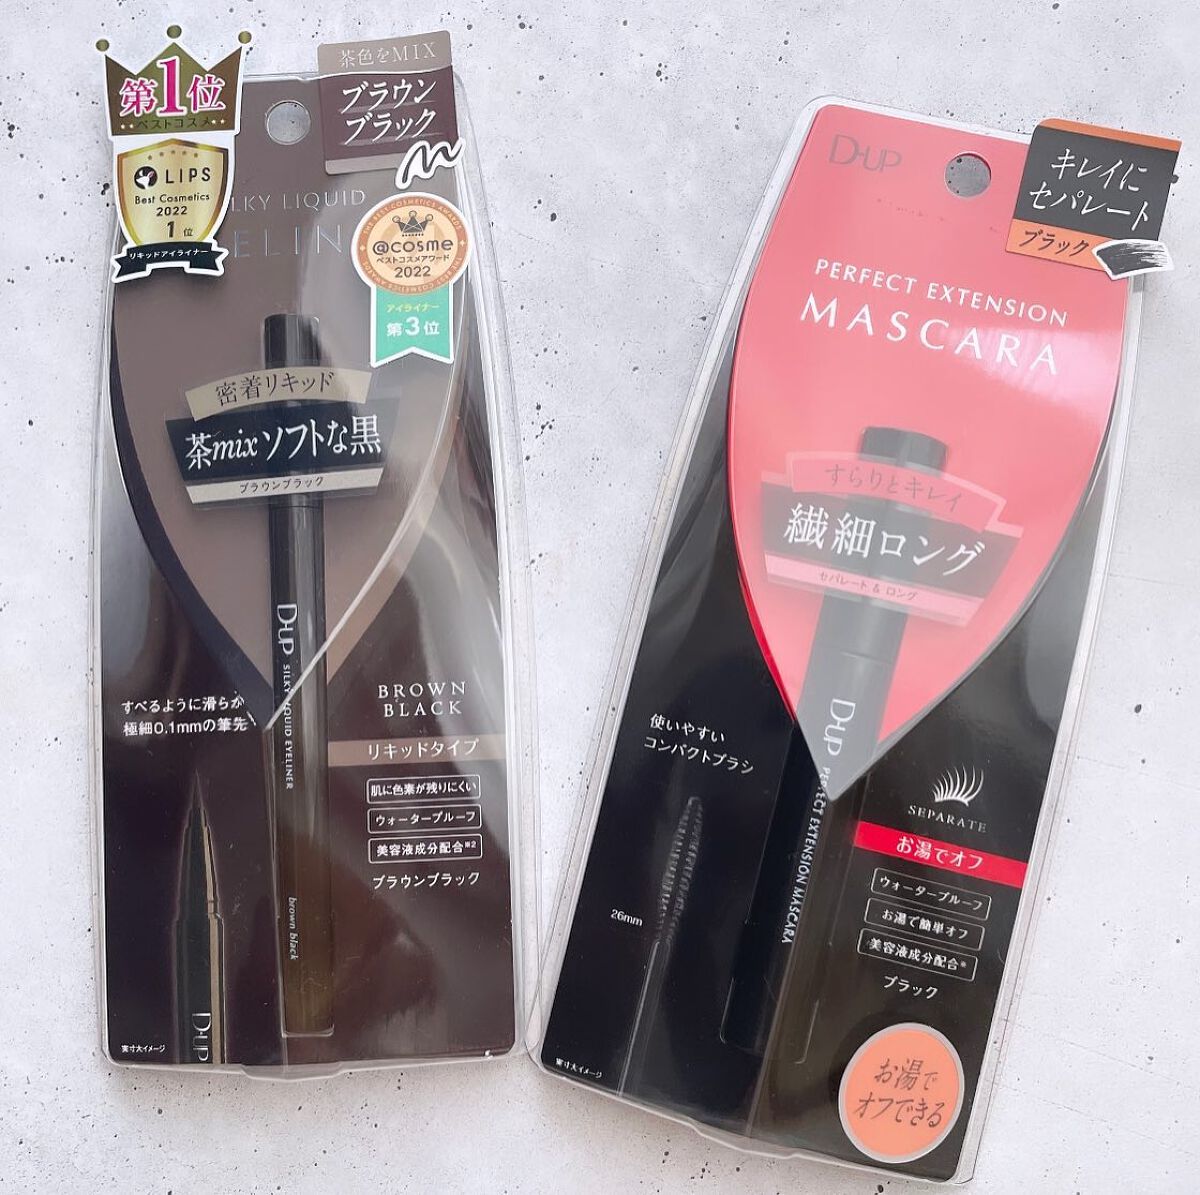 第1位
ベストコスメ
LIPS
Best Cosmetics
2022
1位
リキッドアイライナー
茶色をMIX
ブラウン
ブラック
LKY LIQUID
ELIN
@cosme
ベストコスメアワード
2022
アイライナー
第3位
密着リキッド
茶mixソフトな黒
ブラウンブラック
D-UP
SILKY LIQUID EYELINER
brown black
すべるように滑らか
極細0.1mmの筆先
BROWN
BLACK
リキッドタイプ
肌に色素が残りにくい
ウォータープルーフ
美容液成分配合※2
ブラウンブラック
D-UP
実寸大イメージ
D-UP
キレイに
セパレート
ブラック
PERFECT EXTENSION
MASCARA
すらりとキレイ
繊細ロング
セパレート & ロング
D-UP
PERFECT EXTENSION MASCARA
使いやすい
コンパクトブラシ
26mm
SEPARATE
お湯でオフ
ウォータープルーフ
お湯で簡単オフ
美容液成分配合※
ブラック
お湯で
オフできる
実寸大イメージ